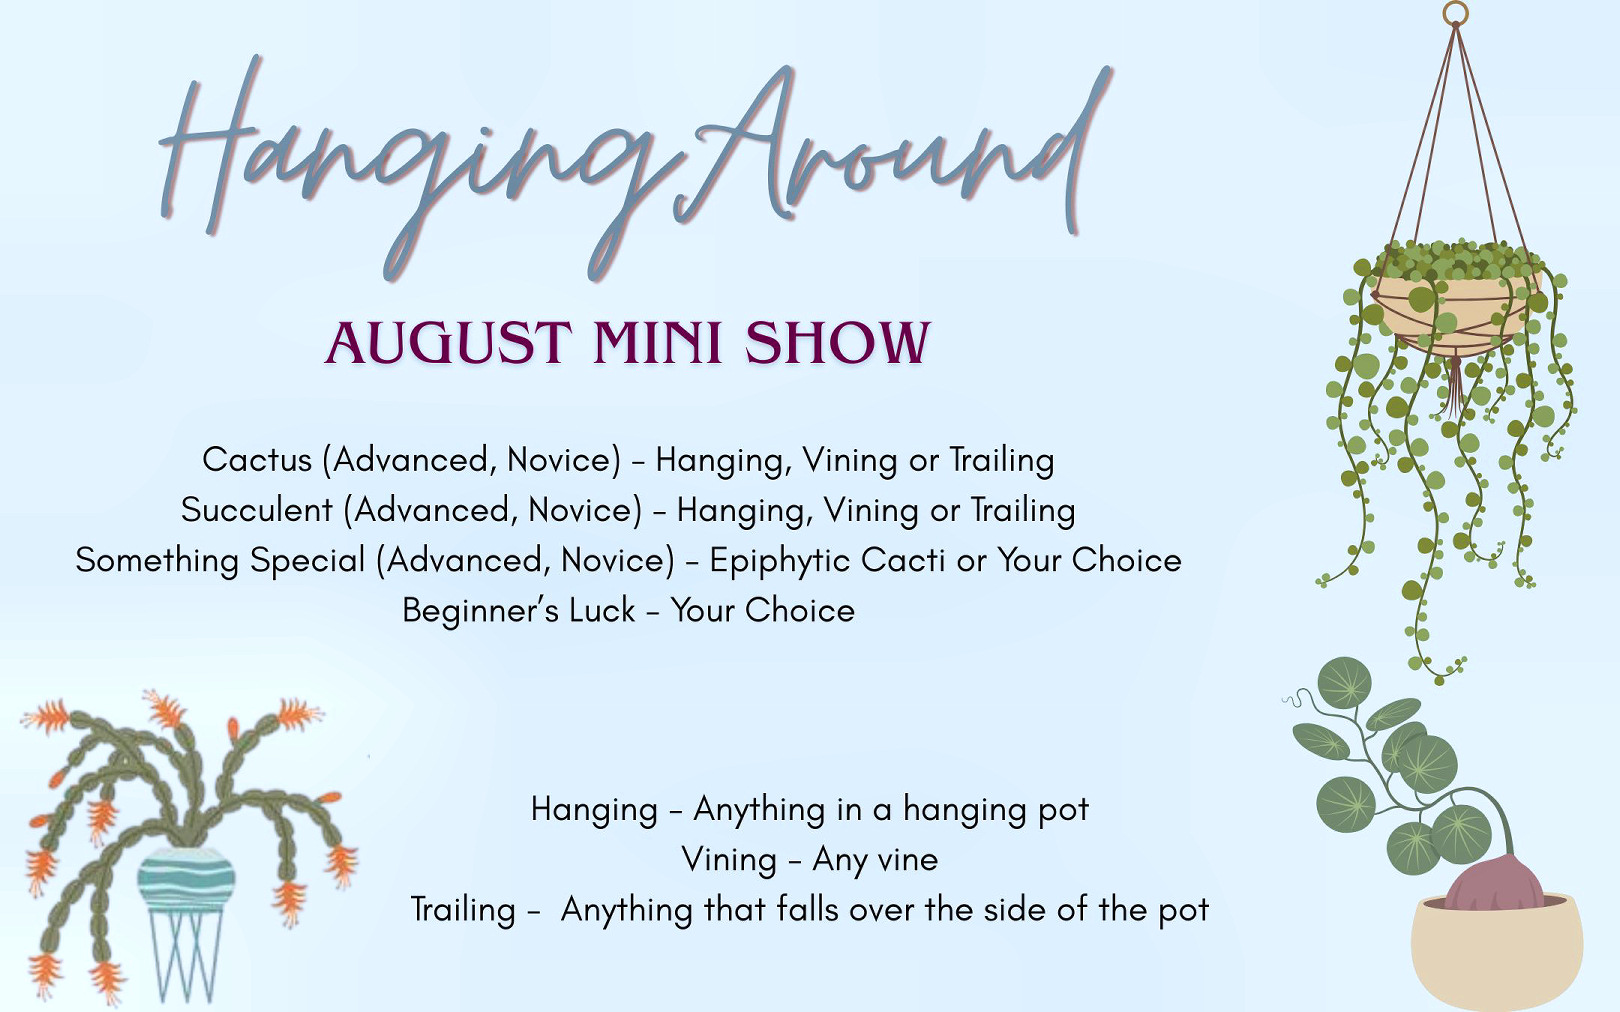 Hanging Around
AUGUST MINI SHOW
Cactus (Advanced, Novice) – Hanging, Vining or Trailing
Succulent (Advanced, Novice) – Hanging, Vining or Trailing
Something Special (Advanced, Novice) – Epiphytic Cacti or Your Choice
Beginner’s Luck – Your Choice
Hanging – Anything in a hanging pot
Vining – Any vine
Trailing –  Anything that falls over the side of the pot